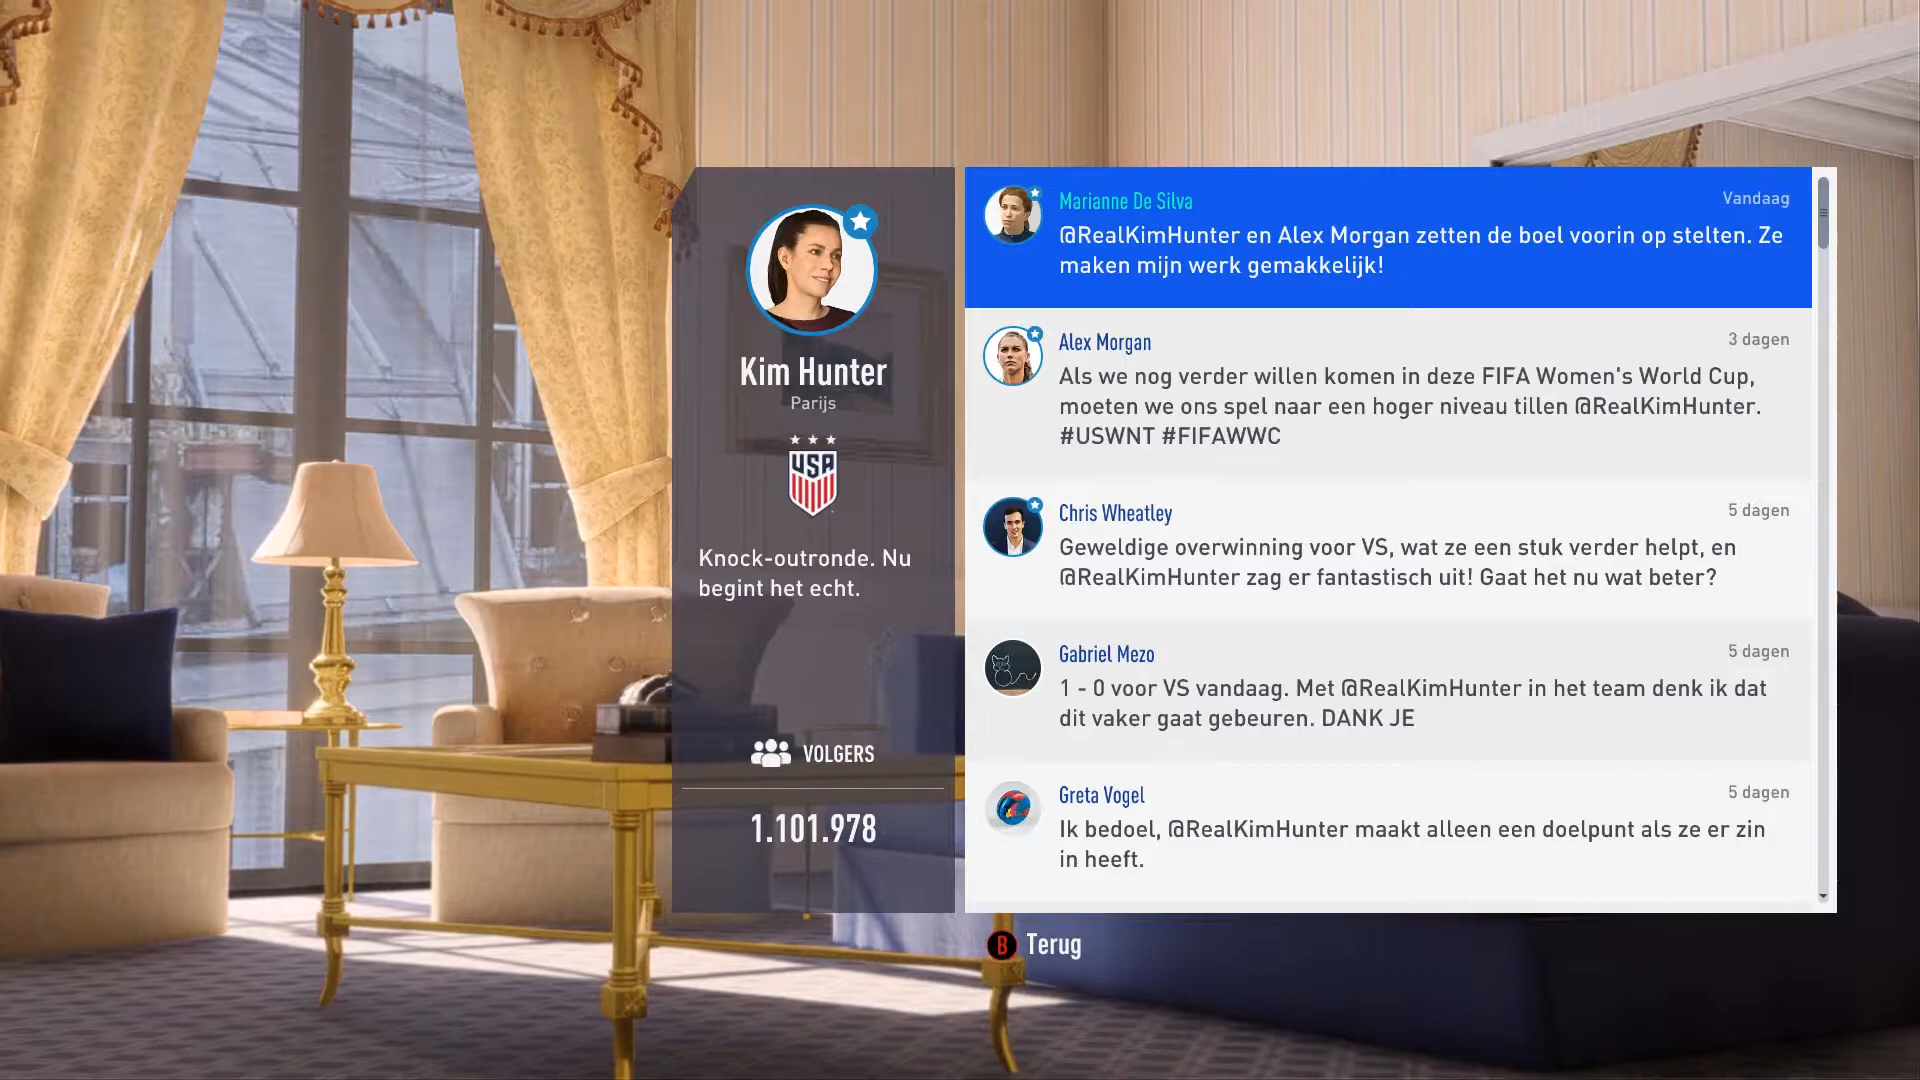 Kim Hunter
Parijs
USA
Knock-outronde. Nu
begint het echt.
VOLGERS
1.101.978
Marianne De Silva
Vandaag
@RealKimHunter en Alex Morgan zetten de boel voorin op stelten. Ze
maken mijn werk gemakkelijk!
Alex Morgan
3 dagen
Als we nog verder willen komen in deze FIFA Women's World Cup,
moeten we ons spel naar een hoger niveau tillen @RealKimHunter.
#USWNT #FIFAWWC
Chris Wheatley
5 dagen
Geweldige overwinning voor VS, wat ze een stuk verder helpt, en
@RealKimHunter zag er fantastisch uit! Gaat het nu wat beter?
Gabriel Mezo
5 dagen
1 - 0 voor VS vandaag. Met @RealKimHunter in het team denk ik dat
dit vaker gaat gebeuren. DANK JE
Greta Vogel
5 dagen
Ik bedoel, @RealKimHunter maakt alleen een doelpunt als ze er zin
in heeft.
B Terug